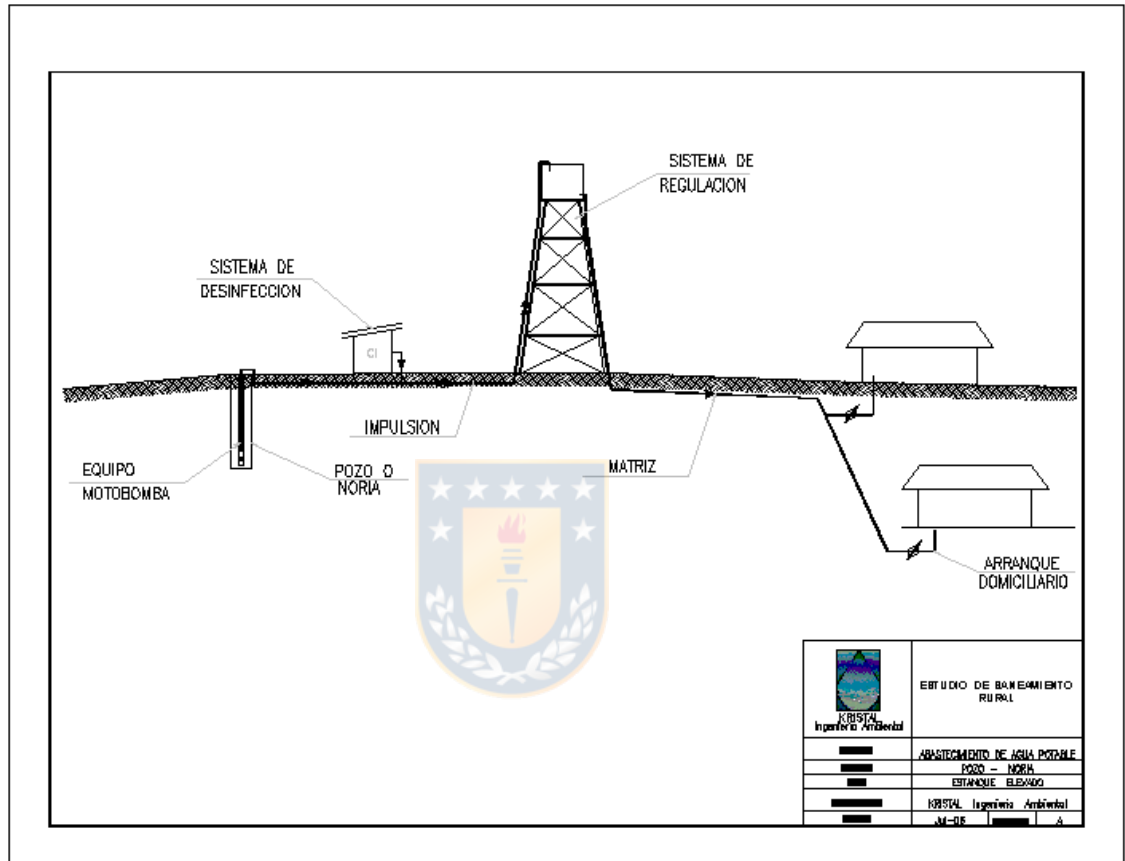 SISTEMA DE
REGULACION
SISTEMA DE
DESINFECCION
Cl
IMPULSION
EQUIPO
MOTOBOMBA
POZO O
NORIA
MATRIZ
ARRANQUE
DOMICILIARIO
KRISTAL
Ingeniería Ambiental
ESTUDIO DE SANEAMIENTO
RURAL
ABASTECIMIENTO DE AGUA POTABLE
POZO - NORIA
ESTANQUE ELEVADO
KRISTAL Ingeniería Ambiental
A